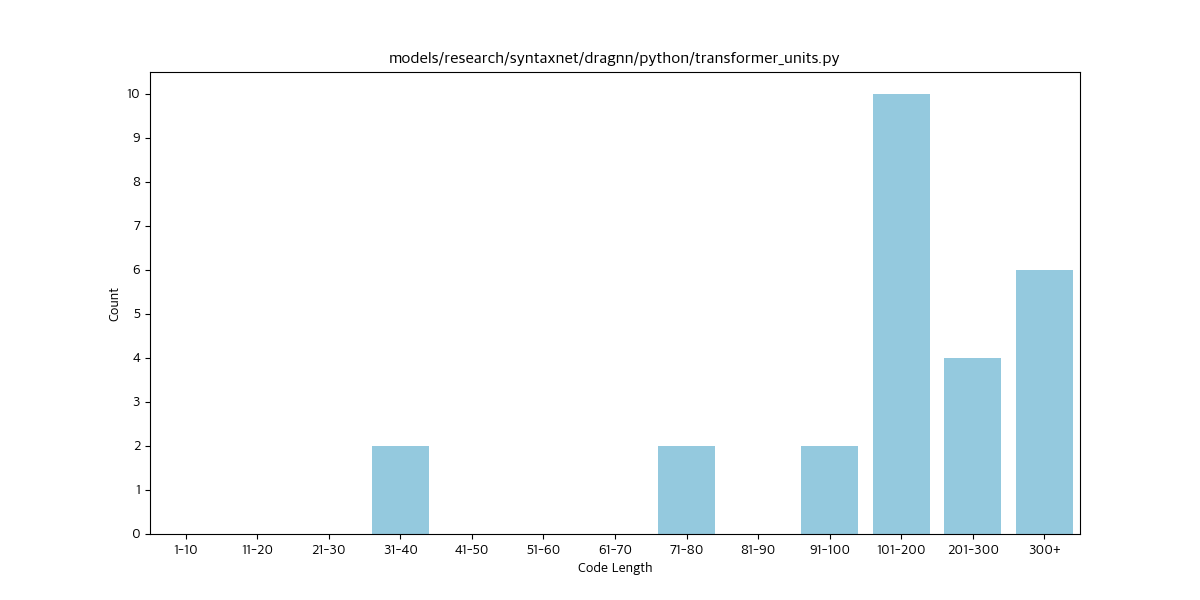 models/research/syntaxnet/dragnn/python/transformer_units.py
10
9
8
7
6
5
4
3
2
1
0
Count
1-10 11-20 21-30 31-40 41-50 51-60 61-70 71-80 81-90 91-100 101-200 201-300 300+
Code Length